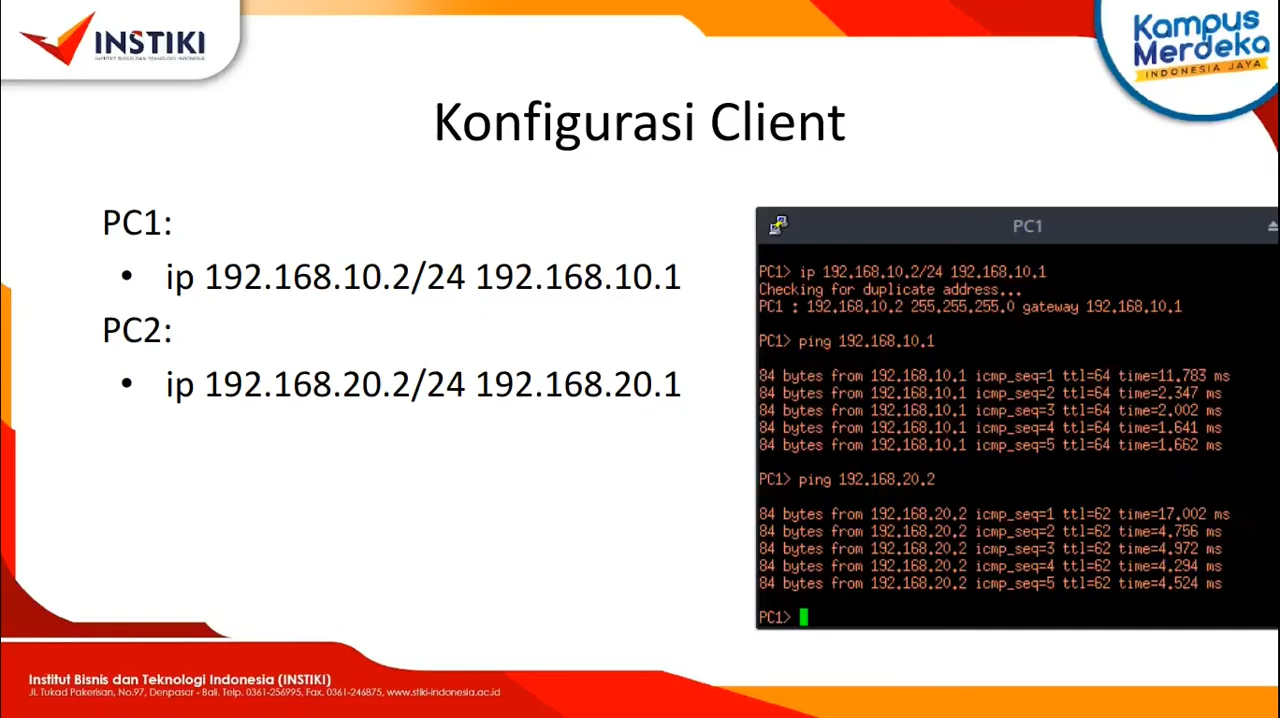 INSTIKI
INSTITUT BISNIS DAN TEKNOLOGI INDONESIA
Kampus
Merdeka
INDONESIA JAYA
Konfigurasi Client
PC1:
• ip 192.168.10.2/24 192.168.10.1
PC2:
• ip 192.168.20.2/24 192.168.20.1
PC1
PC1> ip 192.168.10.2/24 192.168.10.1
Checking for duplicate address...
PC1 : 192.168.10.2 255.255.255.0 gateway 192.168.10.1
PC1> ping 192.168.10.1
84 bytes from 192.168.10.1 icmp_seq=1 ttl=64 time=11.783 ms
84 bytes from 192.168.10.1 icmp_seq=2 ttl=64 time=2.347 ms
84 bytes from 192.168.10.1 icmp_seq=3 ttl=64 time=2.002 ms
84 bytes from 192.168.10.1 icmp_seq=4 ttl=64 time=1.641 ms
84 bytes from 192.168.10.1 icmp_seq=5 ttl=64 time=1.662 ms
PC1> ping 192.168.20.2
84 bytes from 192.168.20.2 icmp_seq=1 ttl=62 time=17.002 ms
84 bytes from 192.168.20.2 icmp_seq=2 ttl=62 time=4.756 ms
84 bytes from 192.168.20.2 icmp_seq=3 ttl=62 time=4.972 ms
84 bytes from 192.168.20.2 icmp_seq=4 ttl=62 time=4.294 ms
84 bytes from 192.168.20.2 icmp_seq=5 ttl=62 time=4.524 ms
PC1>
Institut Bisnis dan Teknologi Indonesia (INSTIKI)
Jl. Tukad Pakerisan, No.97, Denpasar - Bali. Telp. 0361-256995, Fax. 0361-246875, www.stiki-indonesia.ac.id